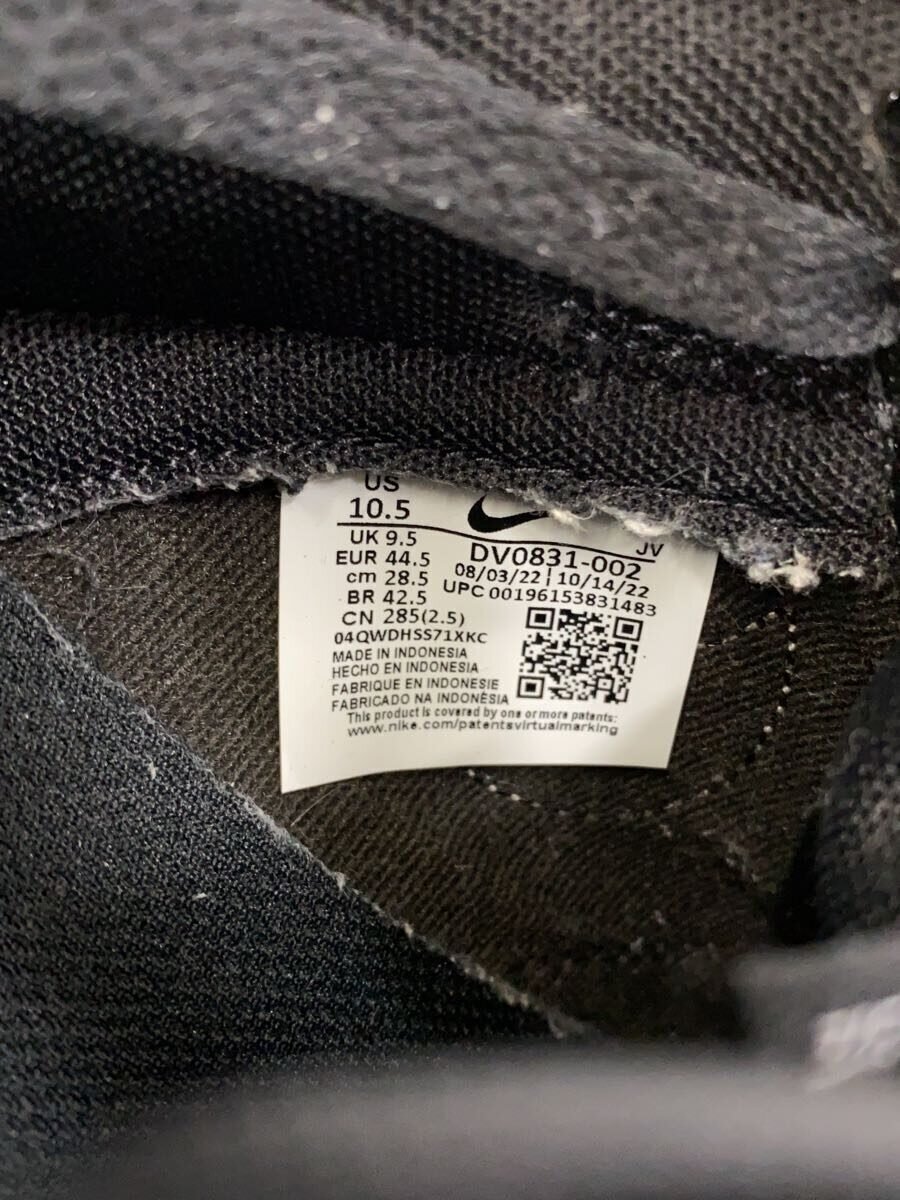 US
10.5
JV
UK 9.5
DV0831-002
EUR 44.5
08/03/22 | 10/14/22
cm 28.5
UPC 00196153831483
BR 42.5
CN 285(2.5)
04QWDHSS71XKC
MADE IN INDONESIA
HECHO EN INDONESIA
FABRIQUE EN INDONESIE
FABRICADO NA INDONÉSIA
This product is covered by one or more patents:
www.nike.com/patentsvirtualmarking